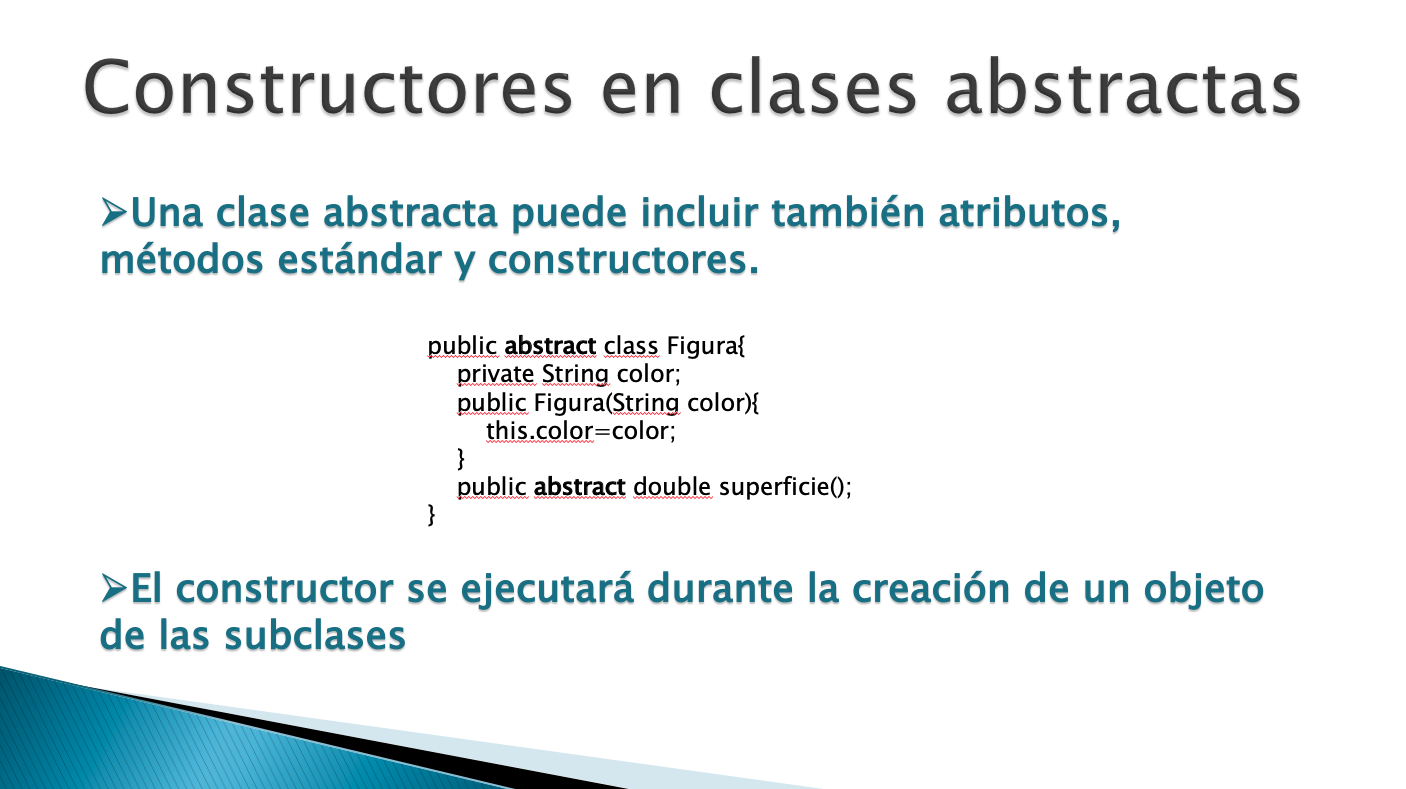 Constructores en clases abstractas
➢Una clase abstracta puede incluir también atributos,
métodos estándar y constructores.
public abstract class Figura{
private String color;
public Figura(String color){
this.color=color;
}
public abstract double superficie();
}
➢El constructor se ejecutará durante la creación de un objeto
de las subclases